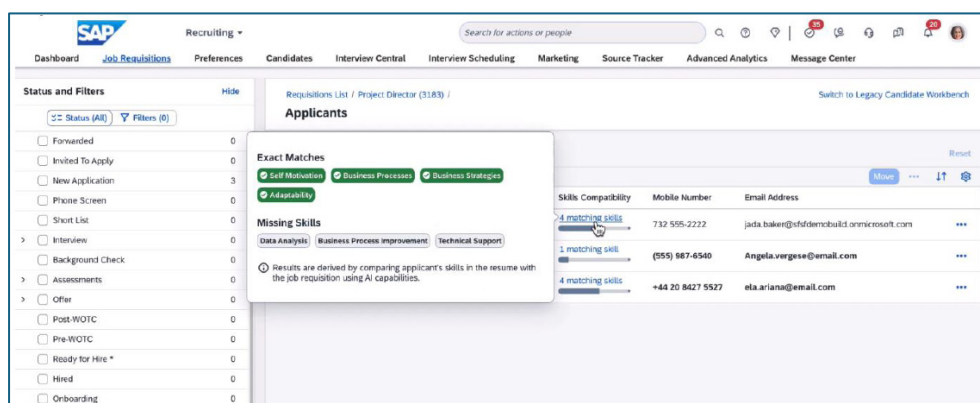 SAP Recruiting Search for actions or people 35 20
Dashboard Job Requisitions Preferences Candidates Interview Central Interview Scheduling Marketing Source Tracker Advanced Analytics Message Center
Status and Filters Hide
Status (All) Filters (0)
Forwarded 0
Invited To Apply 0
New Application 3
Phone Screen 0
Short List 0
Interview 0
Background Check 0
Assessments 0
Offer 0
Post-WOTC 0
Pre-WOTC 0
Ready for Hire * 0
Hired 0
Onboarding 0
Requisitions List / Project Director (3183) / Switch to Legacy Candidate Workbench
Applicants
Reset
Move
Exact Matches
Self Motivation Business Processes Business Strategies
Adaptability
Missing Skills
Data Analysis Business Process Improvement Technical Support
Results are derived by comparing applicant's skills in the resume with
the job requisition using AI capabilities.
Skills Compatibility Mobile Number Email Address
4 matching skills 732 555-2222 jada.baker@sfsfdemobuild.onmicrosoft.com
1 matching skill (555) 987-6540 Angela.vergese@email.com
4 matching skills +44 20 8427 5527 ela.ariana@email.com